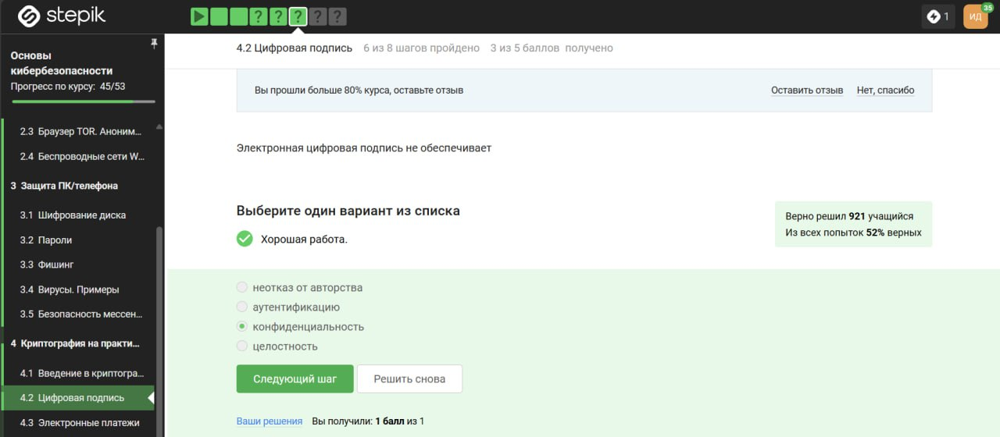 stepik
? ? ? ? ?
1
ИД
35
Основы
кибербезопасности
Прогресс по курсу: 45/53
2.3 Браузер TOR. Аноним...
2.4 Беспроводные сети W...
3 Защита ПК/телефона
3.1 Шифрование диска
3.2 Пароли
3.3 Фишинг
3.4 Вирусы. Примеры
3.5 Безопасность мессен...
4 Криптография на практи...
4.1 Введение в криптогра...
4.2 Цифровая подпись
4.3 Электронные платежи
4.2 Цифровая подпись 6 из 8 шагов пройдено 3 из 5 баллов получено
Вы прошли больше 80% курса, оставьте отзыв
Оставить отзыв Нет, спасибо
Электронная цифровая подпись не обеспечивает
Выберите один вариант из списка
Хорошая работа.
Верно решил 921 учащийся
Из всех попыток 52% верных
неотказ от авторства
аутентификацию
конфиденциальность
целостность
Следующий шаг Решить снова
Ваши решения Вы получили: 1 балл из 1